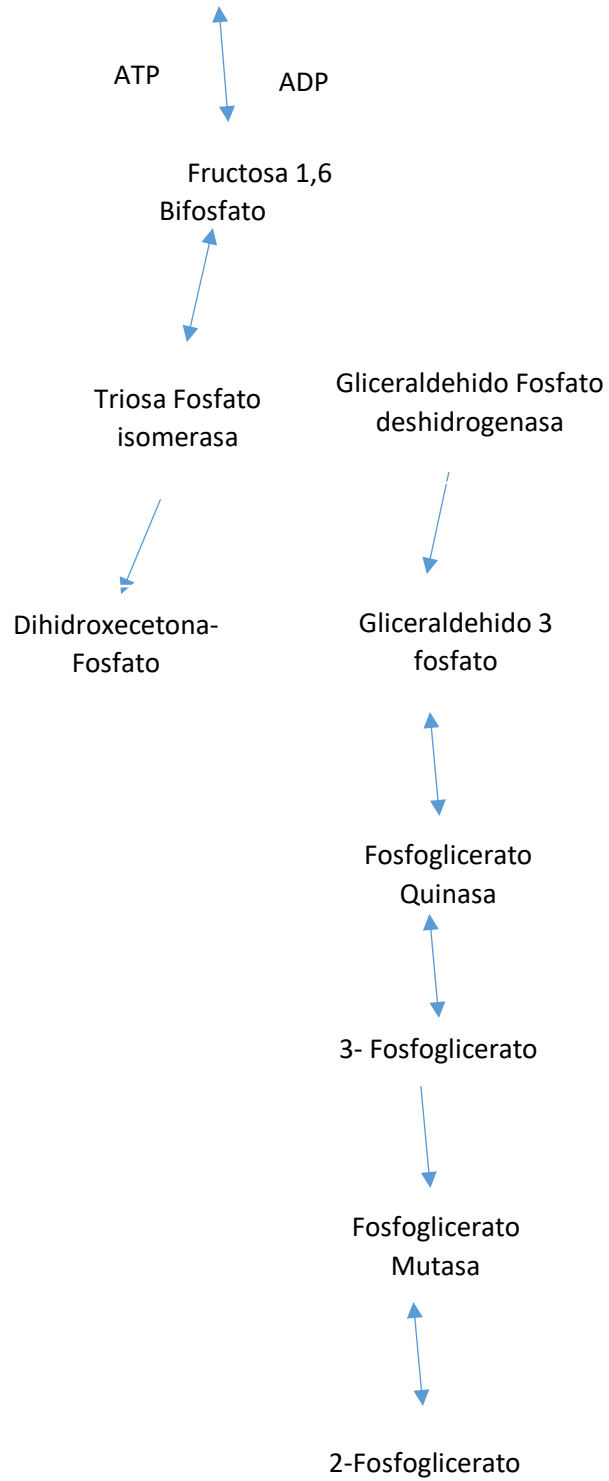 ATP
ADP
Fructosa 1,6
Bifosfato
Triosa Fosfato
isomerasa
Gliceraldehido Fosfato
deshidrogenasa
Dihidroxecetona-
Fosfato
Gliceraldehido 3
fosfato
Fosfoglicerato
Quinasa
3- Fosfoglicerato
Fosfoglicerato
Mutasa
2-Fosfoglicerato